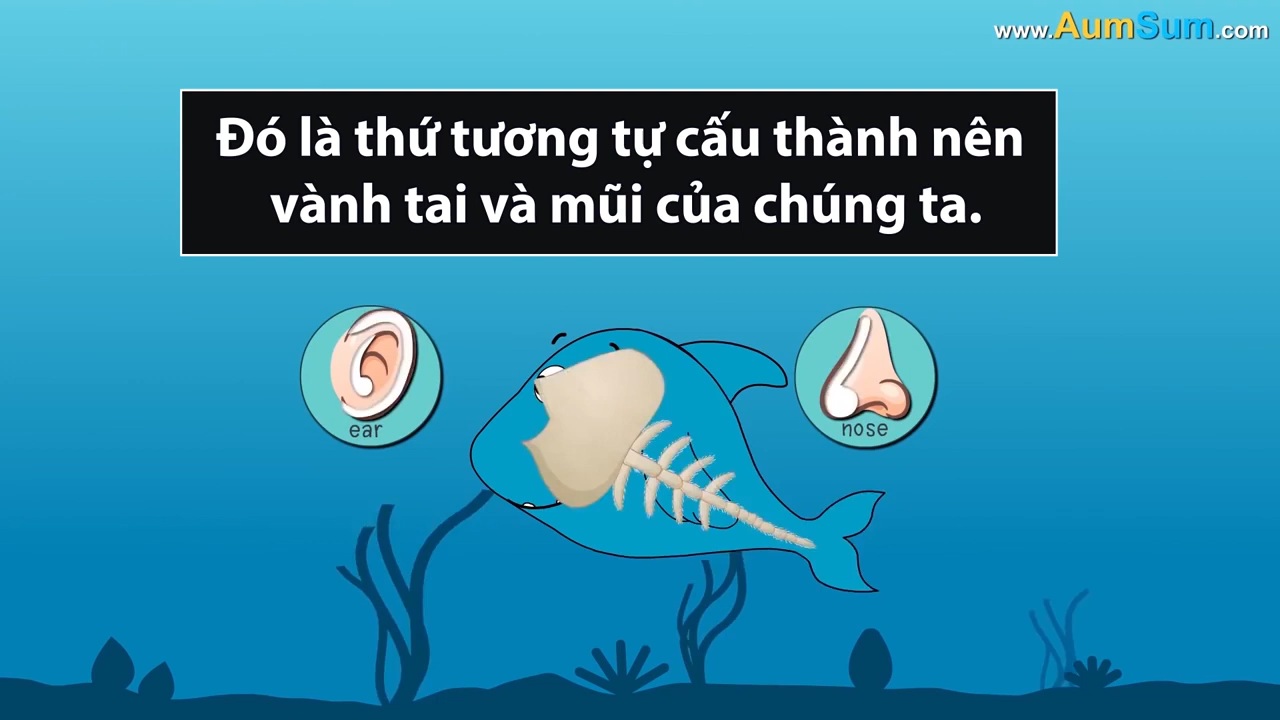 www.AumSum.com
Đó là thứ tương tự cấu thành nên
vành tai và mũi của chúng ta.
ear
nose